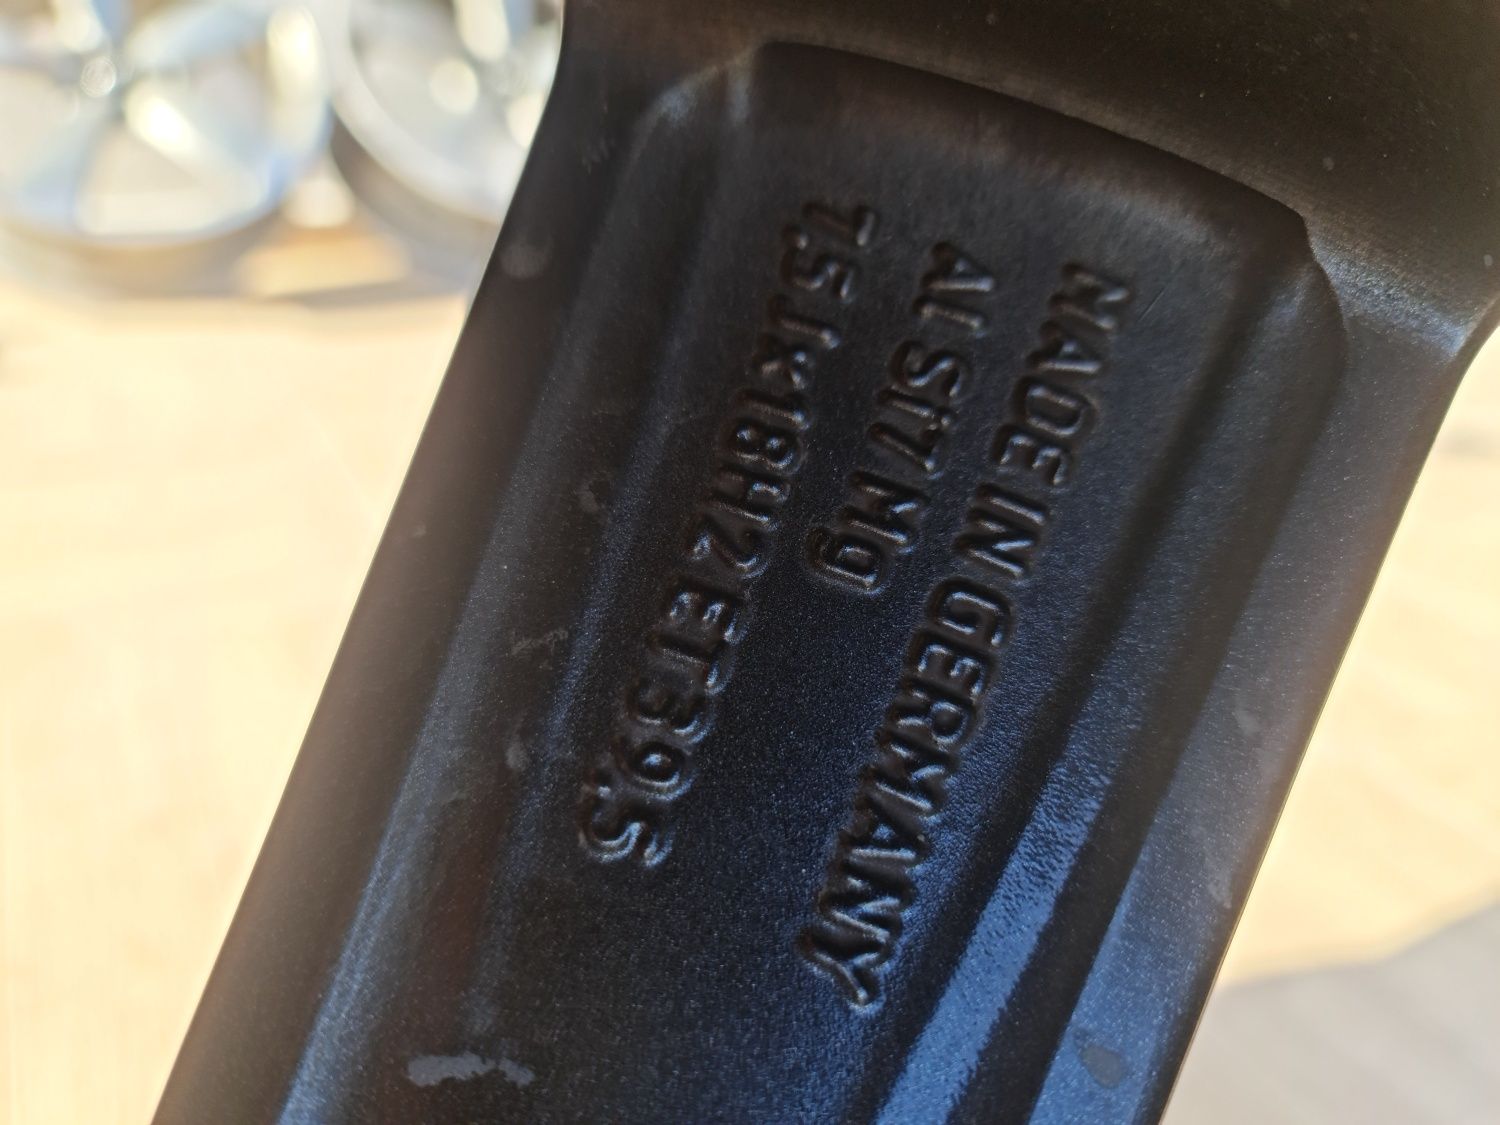 MADE IN GERMANY
Al Si7 Mg
7,5Jx18H2 ET39,5